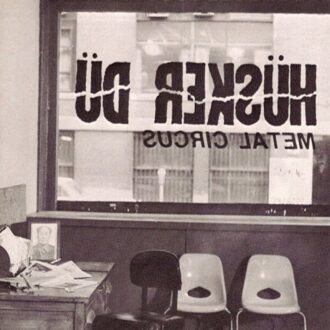 HÜSKER DÜ
METAL CIRCUS